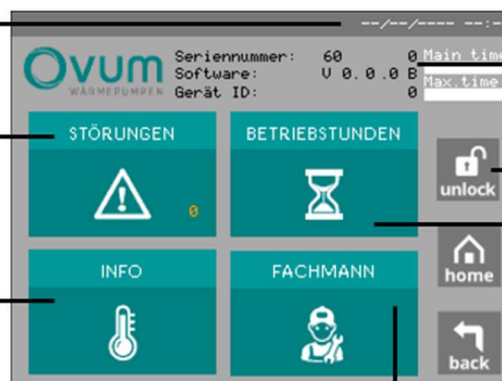 --/--/---- --:-
OVUM
WÄRMEPUMPEN
Seriennummer: 60 0 Main time
Software: V 0.0.0 B Max.time
Gerät ID: 0
STÖRUNGEN
0
BETRIEBSTUNDEN
unlock
INFO
FACHMANN
home
back